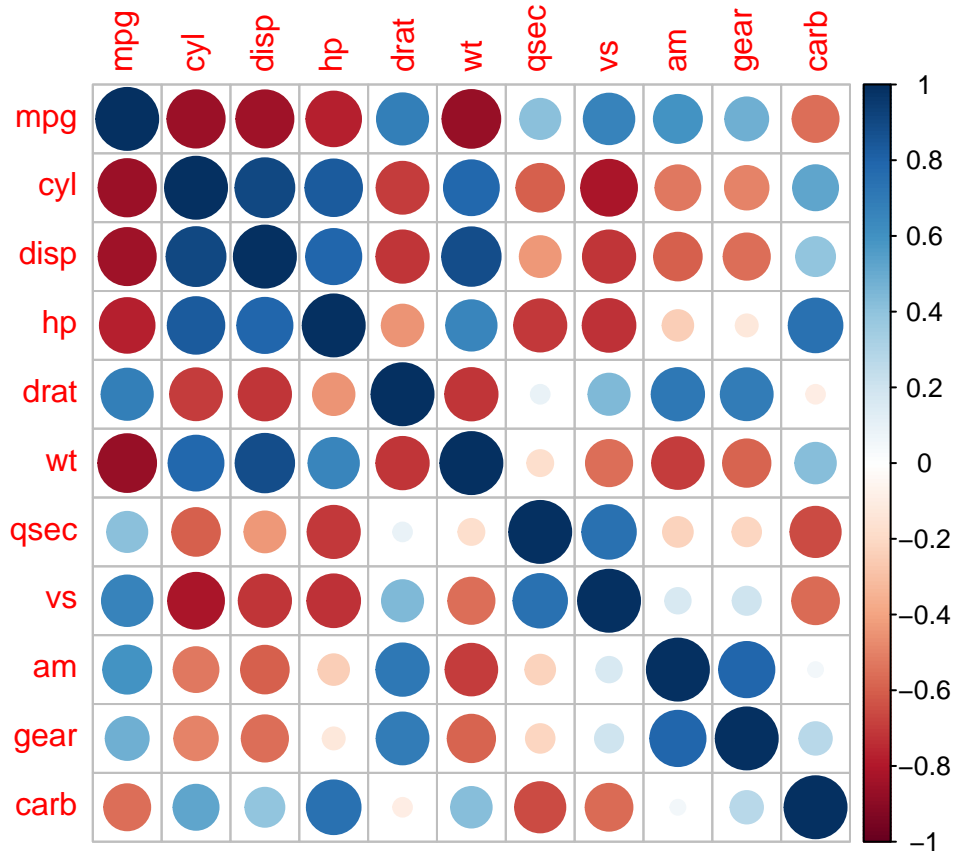 mpg cyl disp hp drat wt qsec vs am gear carb
mpg
cyl
disp
hp
drat
wt
qsec
vs
am
gear
carb
1
0.8
0.6
0.4
0.2
0
−0.2
−0.4
−0.6
−0.8
−1